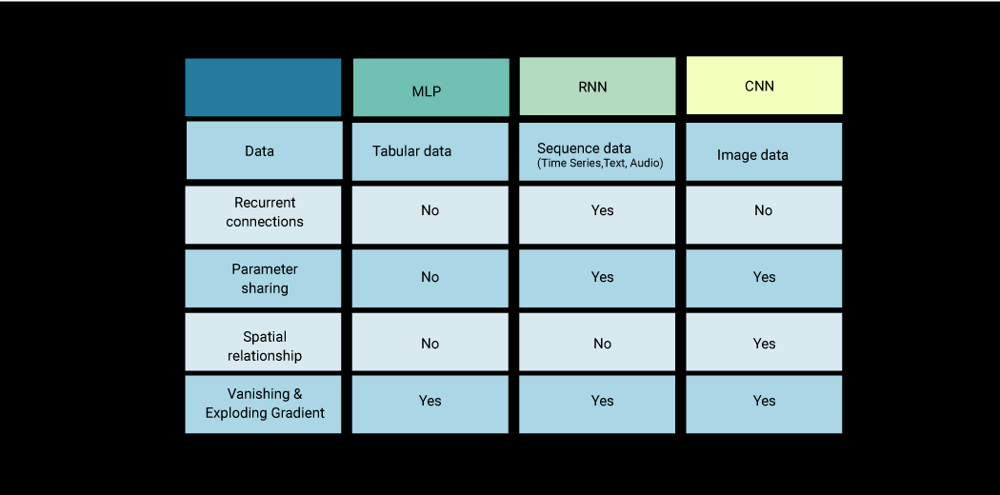 MLP
RNN
CNN
Data
Tabular data
Sequence data
(Time Series,Text, Audio)
Image data
Recurrent
connections
No
Yes
No
Parameter
sharing
No
Yes
Yes
Spatial
relationship
No
No
Yes
Vanishing &
Exploding Gradient
Yes
Yes
Yes